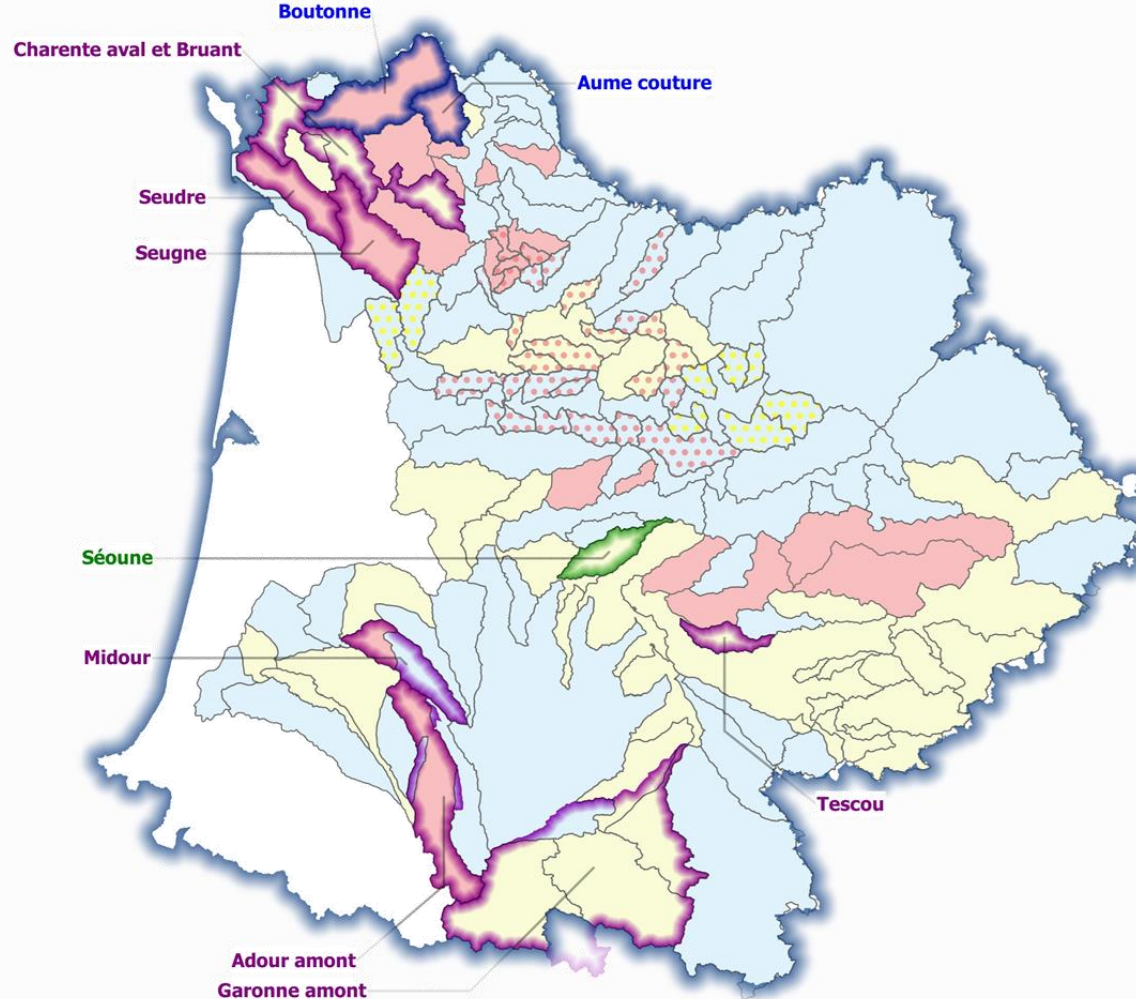 Boutonne
Charente aval et Bruant
Aume couture
Seudre
Seugne
Séoune
Midour
Tescou
Adour amont
Garonne amont